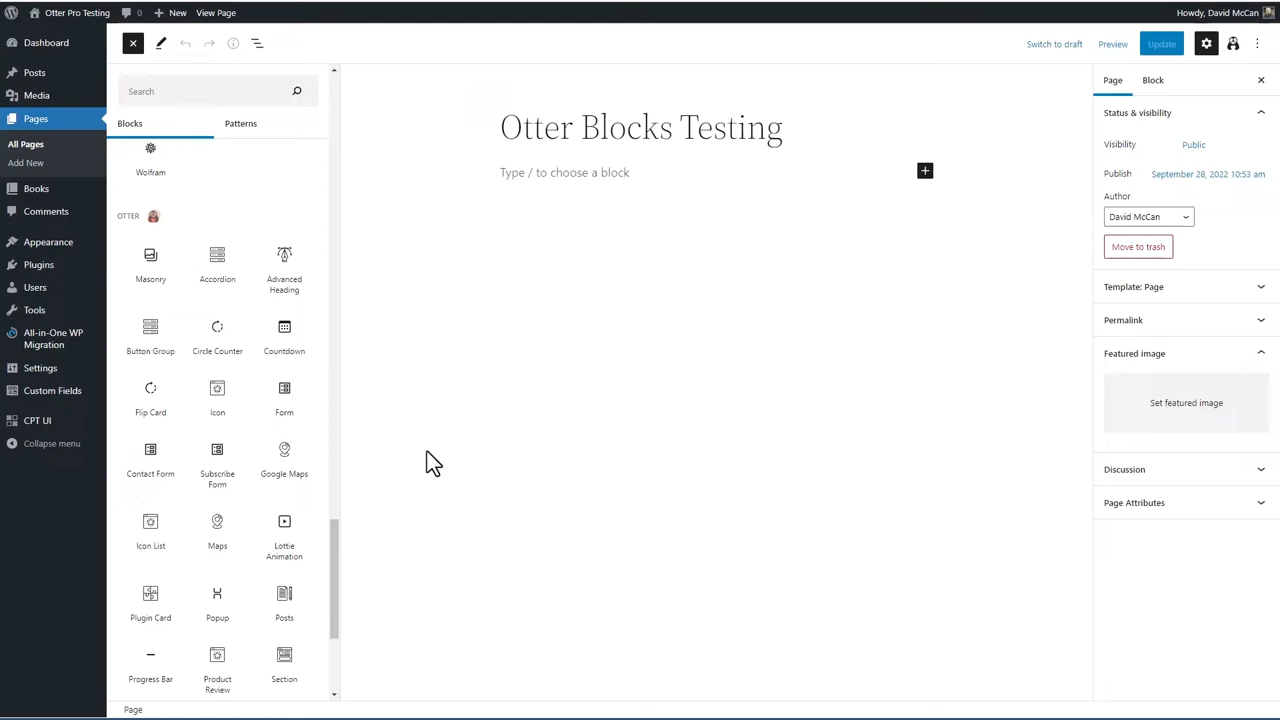 Otter Pro Testing
0
New
View Page
Howdy, David McCan
Dashboard
Posts
Media
Pages
All Pages
Add New
Books
Comments
Appearance
Plugins
Users
Tools
All-in-One WP
Migration
Settings
Custom Fields
CPT UI
Collapse menu
Switch to draft
Preview
Update
Search
Blocks
Patterns
Wolfram
OTTER
Masonry
Accordion
Advanced
Heading
Button Group
Circle Counter
Countdown
Flip Card
Icon
Form
Contact Form
Subscribe
Form
Google Maps
Icon List
Maps
Lottie
Animation
Plugin Card
Popup
Posts
Progress Bar
Product
Review
Section
Otter Blocks Testing
Type / to choose a block
Page
Block
Status & visibility
Visibility
Public
Publish
September 28, 2022 10:53 am
Author
David McCan
Move to trash
Template: Page
Permalink
Featured image
Set featured image
Discussion
Page Attributes
Page